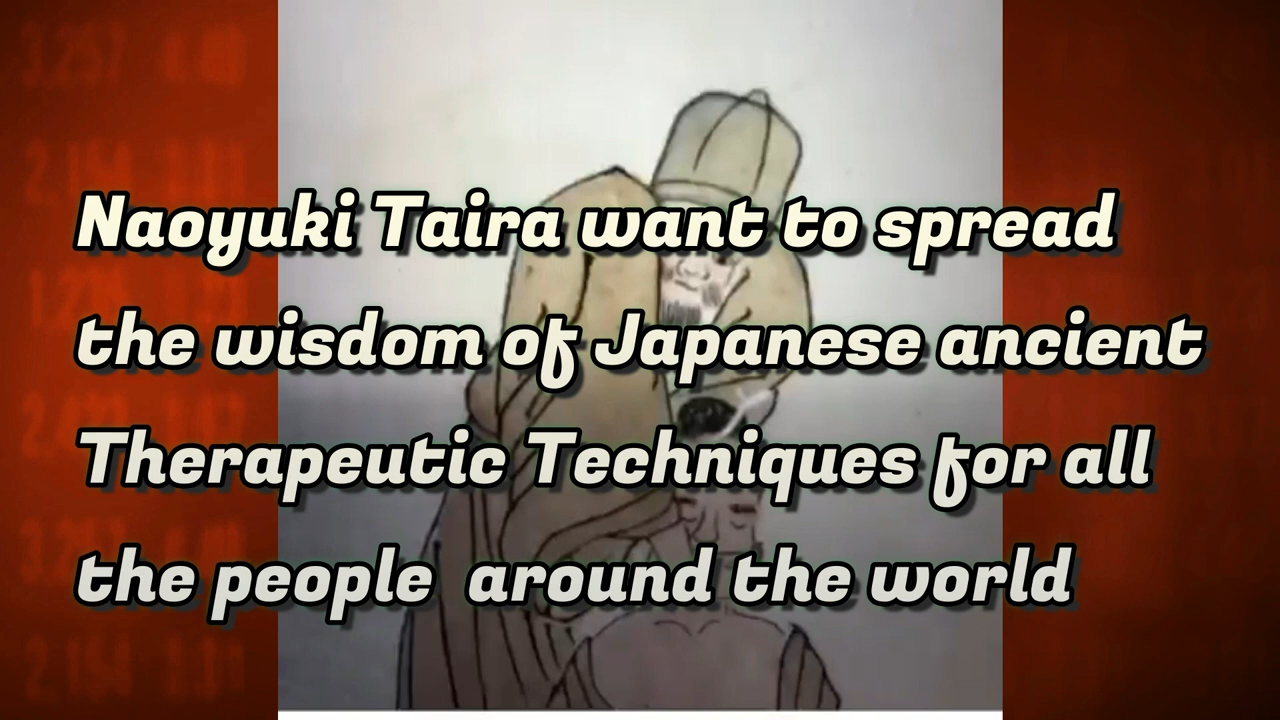 Naoyuki Taira want to spread
the wisdom of Japanese ancient
Therapeutic Techniques for all
the people around the world